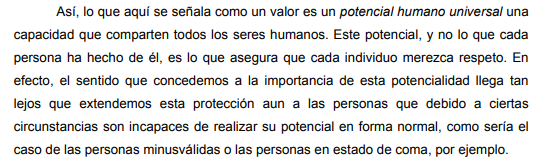 Así, lo que aquí se señala como un valor es un potencial humano universal una
capacidad que comparten todos los seres humanos. Este potencial, y no lo que cada
persona ha hecho de él, es lo que asegura que cada individuo merezca respeto. En
efecto, el sentido que concedemos a la importancia de esta potencialidad llega tan
lejos que extendemos esta protección aun a las personas que debido a ciertas
circunstancias son incapaces de realizar su potencial en forma normal, como sería el
caso de las personas minusválidas o las personas en estado de coma, por ejemplo.